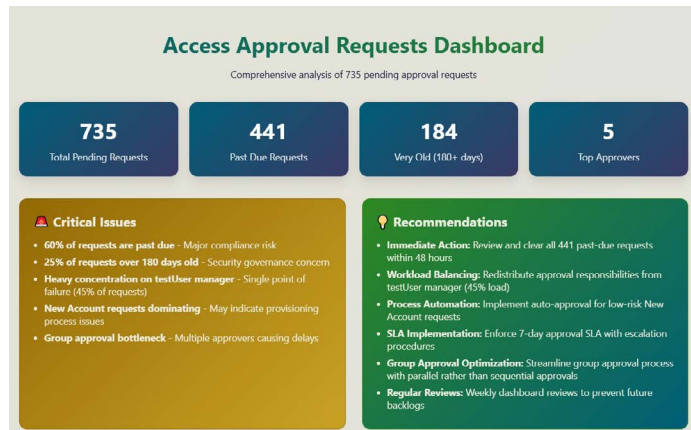 Access Approval Requests Dashboard
Comprehensive analysis of 735 pending approval requests
735
Total Pending Requests
441
Past Due Requests
184
Very Old (180+ days)
5
Top Approvers
🚨 Critical Issues
• 60% of requests are past due - Major compliance risk
• 25% of requests over 180 days old - Security governance concern
• Heavy concentration on testUser manager - Single point of
failure (45% of requests)
• New Account requests dominating - May indicate provisioning
process issues
• Group approval bottleneck - Multiple approvers causing delays
💡 Recommendations
• Immediate Action: Review and clear all 441 past-due requests
within 48 hours
• Workload Balancing: Redistribute approval responsibilities from
testUser manager (45% load)
• Process Automation: Implement auto-approval for low-risk New
Account requests
• SLA Implementation: Enforce 7-day approval SLA with escalation
procedures
• Group Approval Optimization: Streamline group approval process
with parallel rather than sequential approvals
• Regular Reviews: Weekly dashboard reviews to prevent future
backlogs